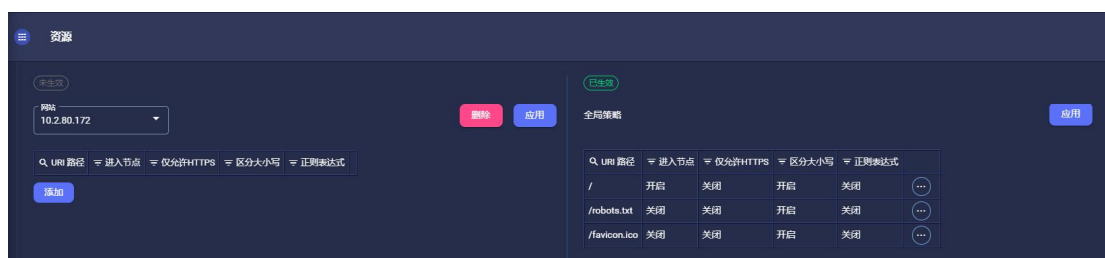 资源
未生效
网站
10.2.80.172
删除 应用
URI 路径 进入节点 仅允许HTTPS 区分大小写 正则表达式
添加
已生效
全局策略 应用
URI 路径 进入节点 仅允许HTTPS 区分大小写 正则表达式
/ 开启 关闭 开启 关闭
/robots.txt 关闭 关闭 开启 关闭
/favicon.ico 关闭 关闭 开启 关闭